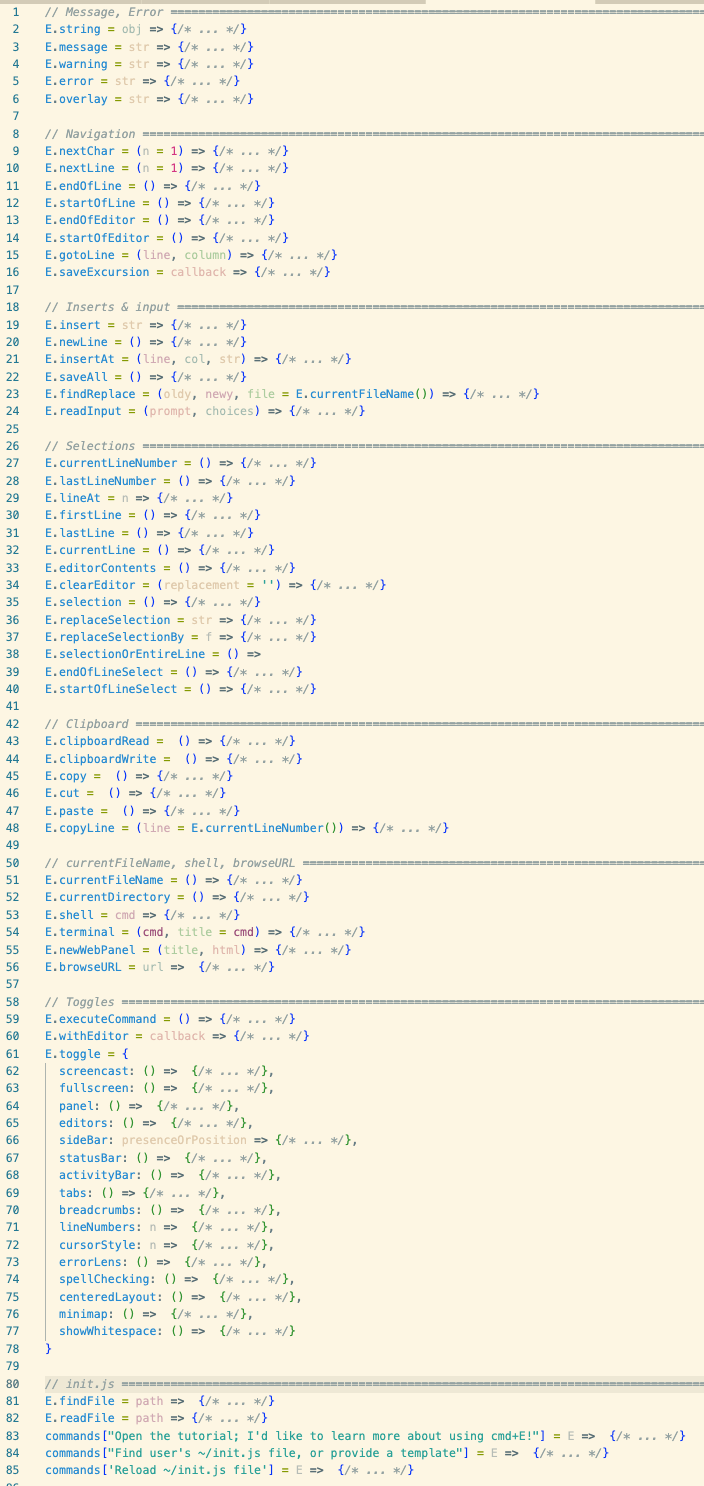 1 // Message, Error ================================================================================
2 E.string = obj => {/* ... */}
3 E.message = str => {/* ... */}
4 E.warning = str => {/* ... */}
5 E.error = str => {/* ... */}
6 E.overlay = str => {/* ... */}
7
8 // Navigation ================================================================================
9 E.nextChar = (n = 1) => {/* ... */}
10 E.nextLine = (n = 1) => {/* ... */}
11 E.endOfLine = () => {/* ... */}
12 E.startOfLine = () => {/* ... */}
13 E.endOfEditor = () => {/* ... */}
14 E.startOfEditor = () => {/* ... */}
15 E.gotoLine = (line, column) => {/* ... */}
16 E.saveExcursion = callback => {/* ... */}
17
18 // Inserts & input ================================================================================
19 E.insert = str => {/* ... */}
20 E.newLine = () => {/* ... */}
21 E.insertAt = (line, col, str) => {/* ... */}
22 E.saveAll = () => {/* ... */}
23 E.findReplace = (oldy, newy, file = E.currentFileName()) => {/* ... */}
24 E.readInput = (prompt, choices) => {/* ... */}
25
26 // Selections ================================================================================
27 E.currentLineNumber = () => {/* ... */}
28 E.lastLineNumber = () => {/* ... */}
29 E.lineAt = n => {/* ... */}
30 E.firstLine = () => {/* ... */}
31 E.lastLine = () => {/* ... */}
32 E.currentLine = () => {/* ... */}
33 E.editorContents = () => {/* ... */}
34 E.clearEditor = (replacement = '') => {/* ... */}
35 E.selection = () => {/* ... */}
36 E.replaceSelection = str => {/* ... */}
37 E.replaceSelectionBy = f => {/* ... */}
38 E.selectionOrEntireLine = () =>
39 E.endOfLineSelect = () => {/* ... */}
40 E.startOfLineSelect = () => {/* ... */}
41
42 // Clipboard ================================================================================
43 E.clipboardRead =  () => {/* ... */}
44 E.clipboardWrite =  () => {/* ... */}
45 E.copy =  () => {/* ... */}
46 E.cut =  () => {/* ... */}
47 E.paste =  () => {/* ... */}
48 E.copyLine = (line = E.currentLineNumber()) => {/* ... */}
49
50 // currentFileName, shell, browseURL ==========================================================
51 E.currentFileName = () => {/* ... */}
52 E.currentDirectory = () => {/* ... */}
53 E.shell = cmd => {/* ... */}
54 E.terminal = (cmd, title = cmd) => {/* ... */}
55 E.newWebPanel = (title, html) => {/* ... */}
56 E.browseURL = url =>  {/* ... */}
57
58 // Toggles ================================================================================
59 E.executeCommand = () => {/* ... */}
60 E.withEditor = callback => {/* ... */}
61 E.toggle = {
62   screencast: () =>  {/* ... */},
63   fullscreen: () =>  {/* ... */},
64   panel: () =>  {/* ... */},
65   editors: () =>  {/* ... */},
66   sideBar: presenceOrPosition => {/* ... */},
67   statusBar: () =>  {/* ... */},
68   activityBar: () =>  {/* ... */},
69   tabs: () => {/* ... */},
70   breadcrumbs: () =>  {/* ... */},
71   lineNumbers: n =>  {/* ... */},
72   cursorStyle: n =>  {/* ... */},
73   errorLens: () =>  {/* ... */},
74   spellChecking: () =>  {/* ... */},
75   centeredLayout: () =>  {/* ... */},
76   minimap: () =>  {/* ... */},
77   showWhitespace: () =>  {/* ... */}
78 }
79
80 // init.js ================================================================================
81 E.findFile = path =>  {/* ... */}
82 E.readFile = path => {/* ... */}
83 commands["Open the tutorial; I'd like to learn more about using cmd+E!"] = E =>  {/* ... */}
84 commands["Find user's ~/init.js file, or provide a template"] = E =>  {/* ... */}
85 commands['Reload ~/init.js file'] = E =>  {/* ... */}